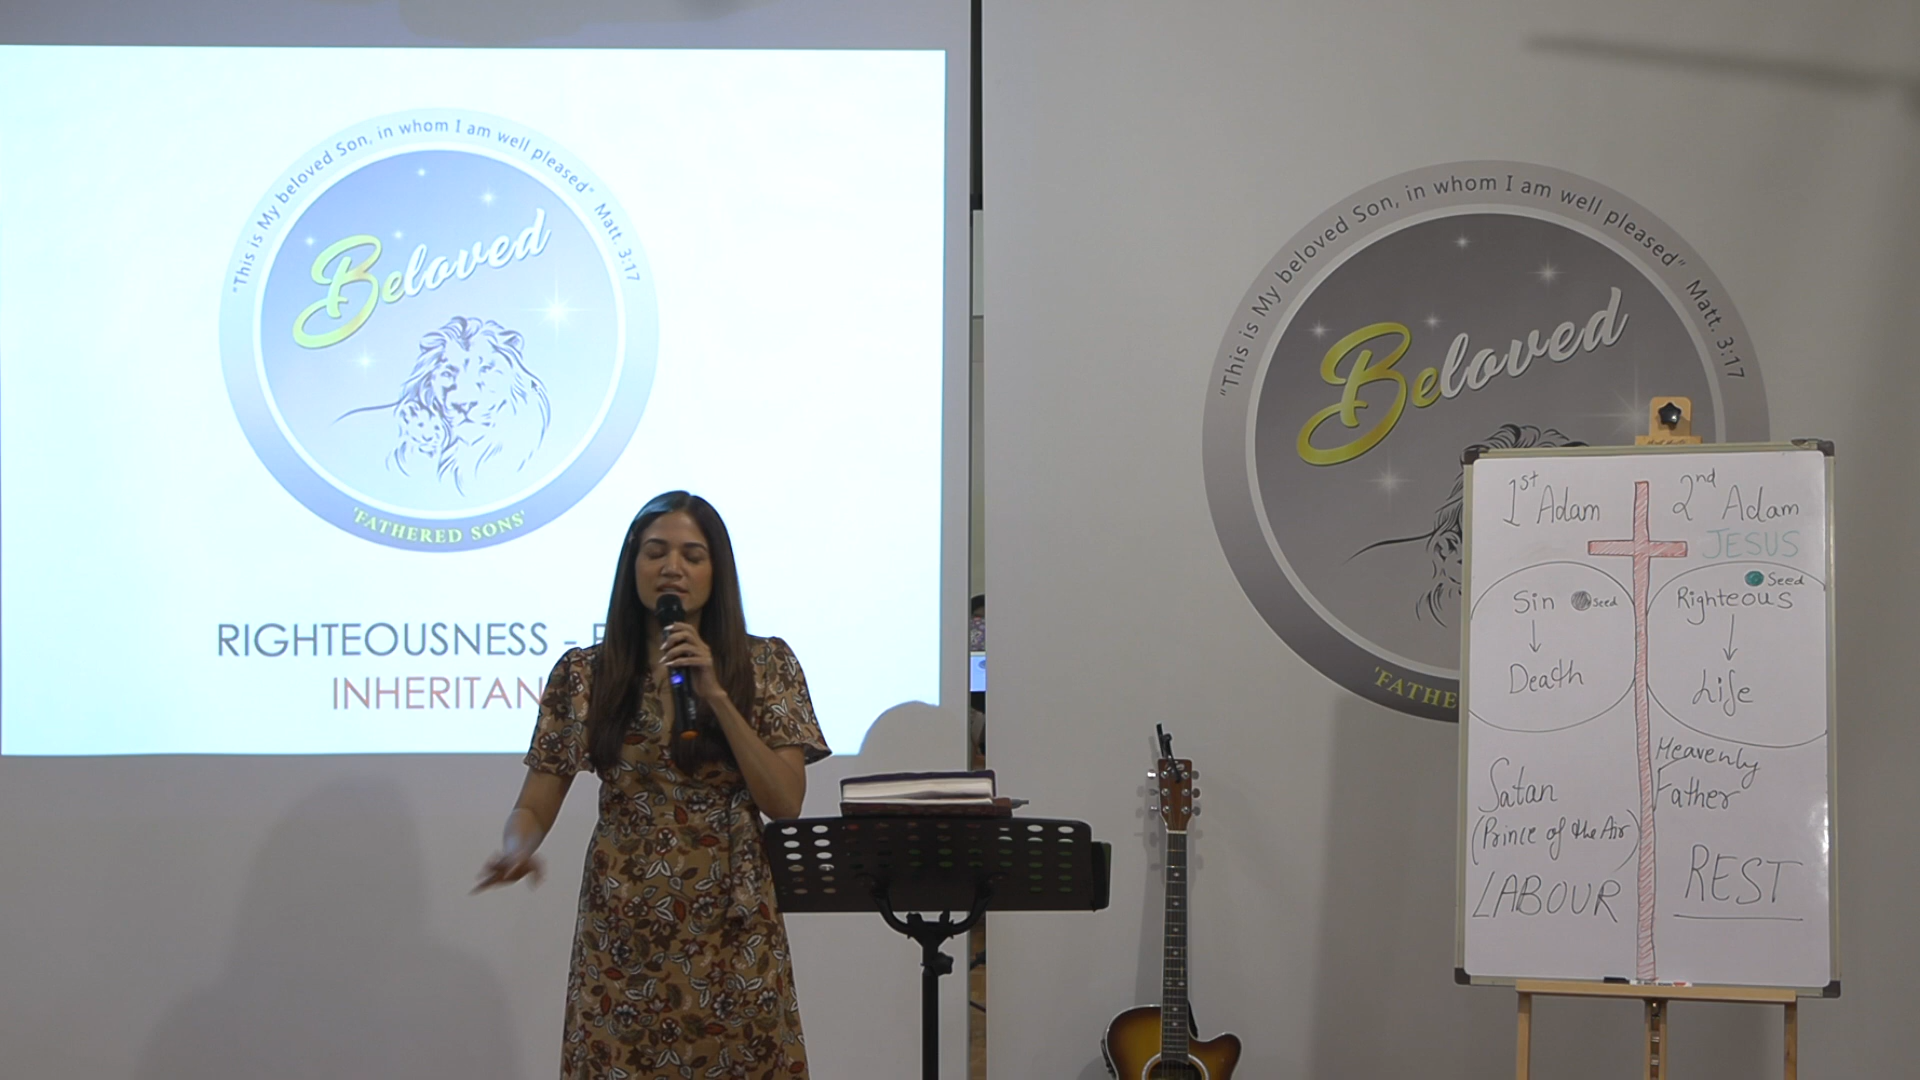 "This is My beloved Son, in whom I am well pleased" Matt. 3:17
Beloved
'FATHERED SONS'
RIGHTEOUSNESS -
INHERITAN
"This is My beloved Son, in whom I am well pleased" Matt. 3:17
Beloved
'FATHE
1st Adam
2nd Adam
JESUS
Sin Seed
Death
Seed
Righteous
Life
Satan
(Prince of the Air)
LABOUR
Heavenly
Father
REST